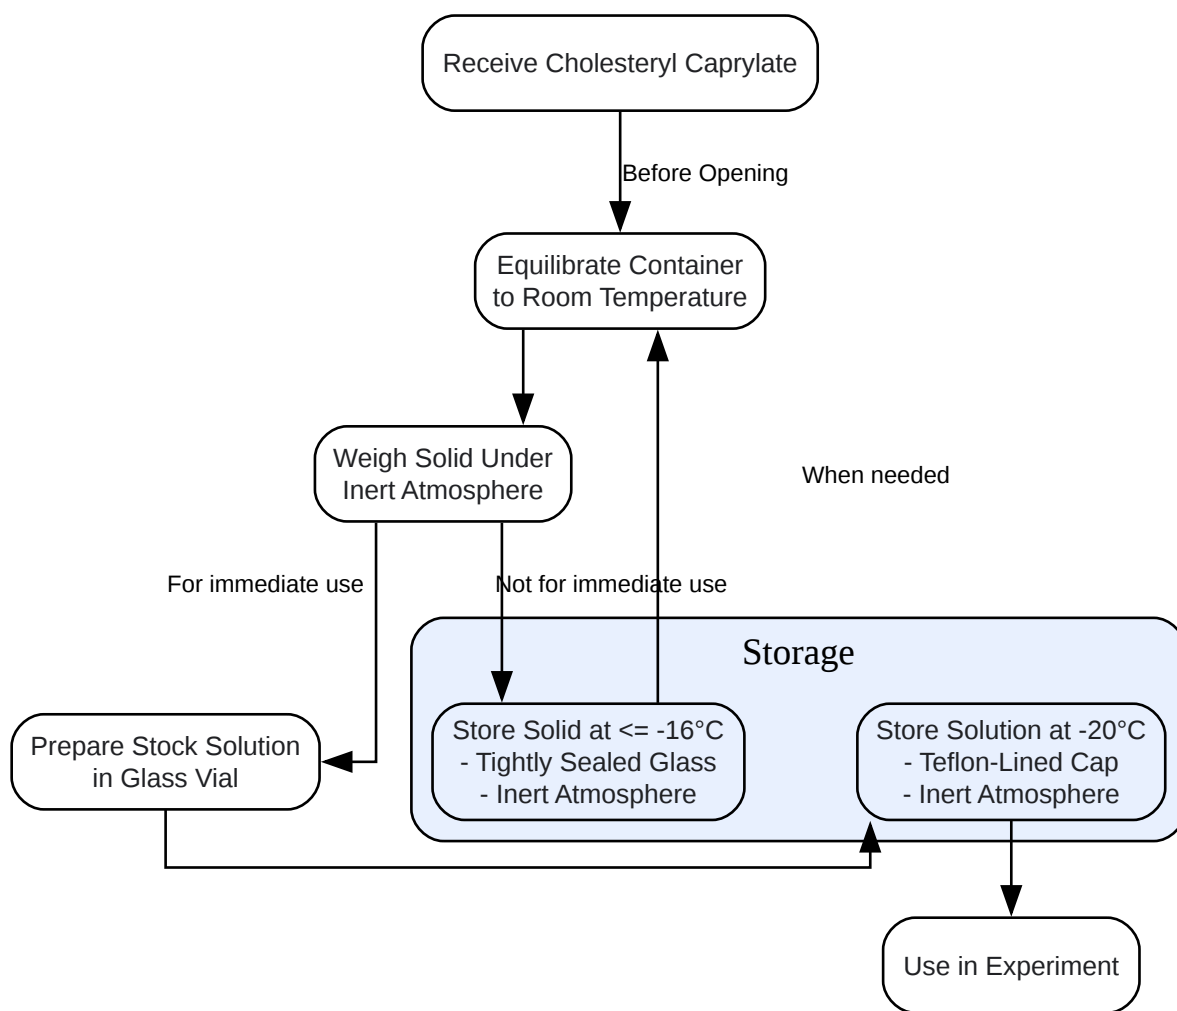 Receive Cholesteryl Caprylate
Before Opening
Equilibrate Container
to Room Temperature
Weigh Solid Under
Inert Atmosphere
When needed
For immediate use
Not for immediate use
Storage
Prepare Stock Solution
in Glass Vial
Store Solid at <= -16°C
- Tightly Sealed Glass
- Inert Atmosphere
Store Solution at -20°C
- Teflon-Lined Cap
- Inert Atmosphere
Use in Experiment